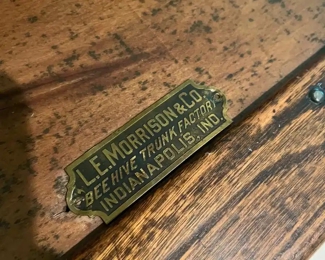 L.E. MORRISON & CO.
"BEEHIVE TRUNK FACTORY"
INDIANAPOLIS, IND.